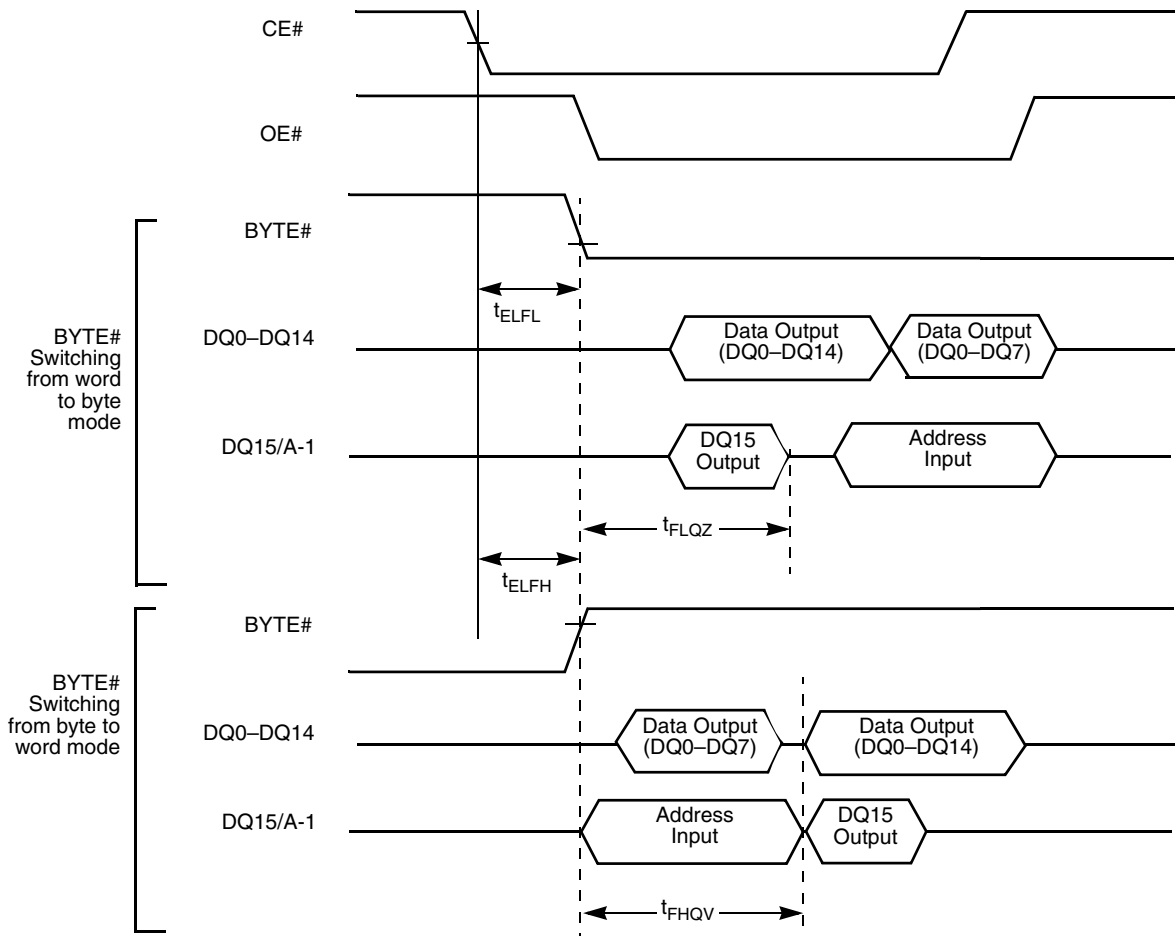 CE#
OE#
BYTE#
tELFL
BYTE#
Switching
from word
to byte
mode
DQ0–DQ14
Data Output
(DQ0–DQ14)
Data Output
(DQ0–DQ7)
DQ15/A-1
DQ15
Output
Address
Input
tFLQZ
tELFH
BYTE#
BYTE#
Switching
from byte to
word mode
DQ0–DQ14
Data Output
(DQ0–DQ7)
Data Output
(DQ0–DQ14)
DQ15/A-1
Address
Input
DQ15
Output
tFHQV